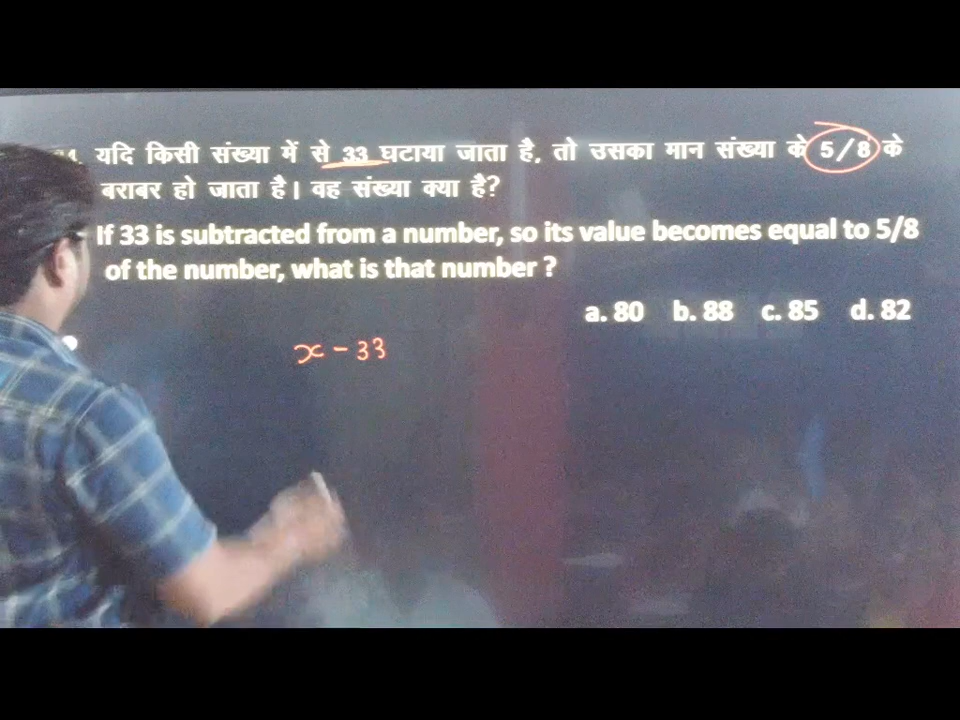 यदि किसी संख्या में से 33 घटाया जाता है, तो उसका मान संख्या के 5/8 के
बराबर हो जाता है। वह संख्या क्या है?
If 33 is subtracted from a number, so its value becomes equal to 5/8
of the number, what is that number ?
a. 80 b. 88 c. 85 d. 82
x - 33